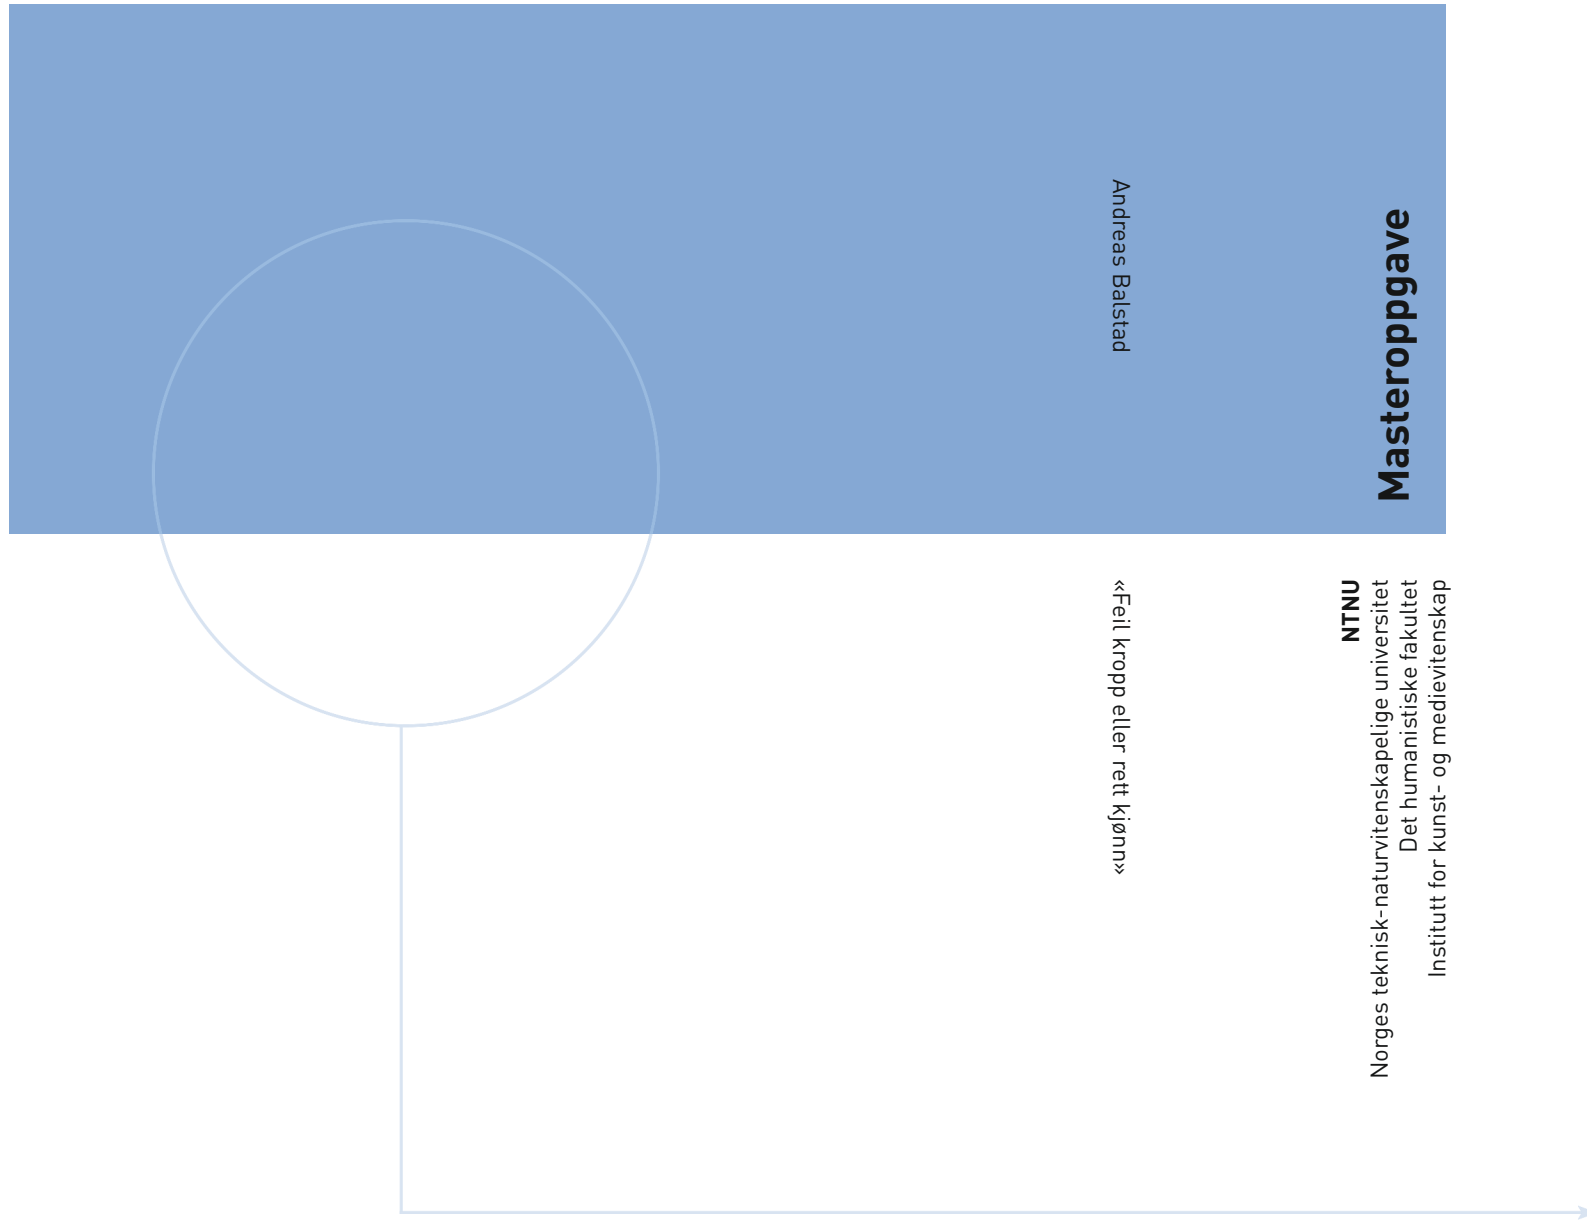 Andreas Balstad
«Feil kropp eller rett kjønn»
Masteroppgave
NTNU
Norges teknisk-naturvitenskapelige universitet
Det humanistiske fakultet
Institutt for kunst- og medievitenskap